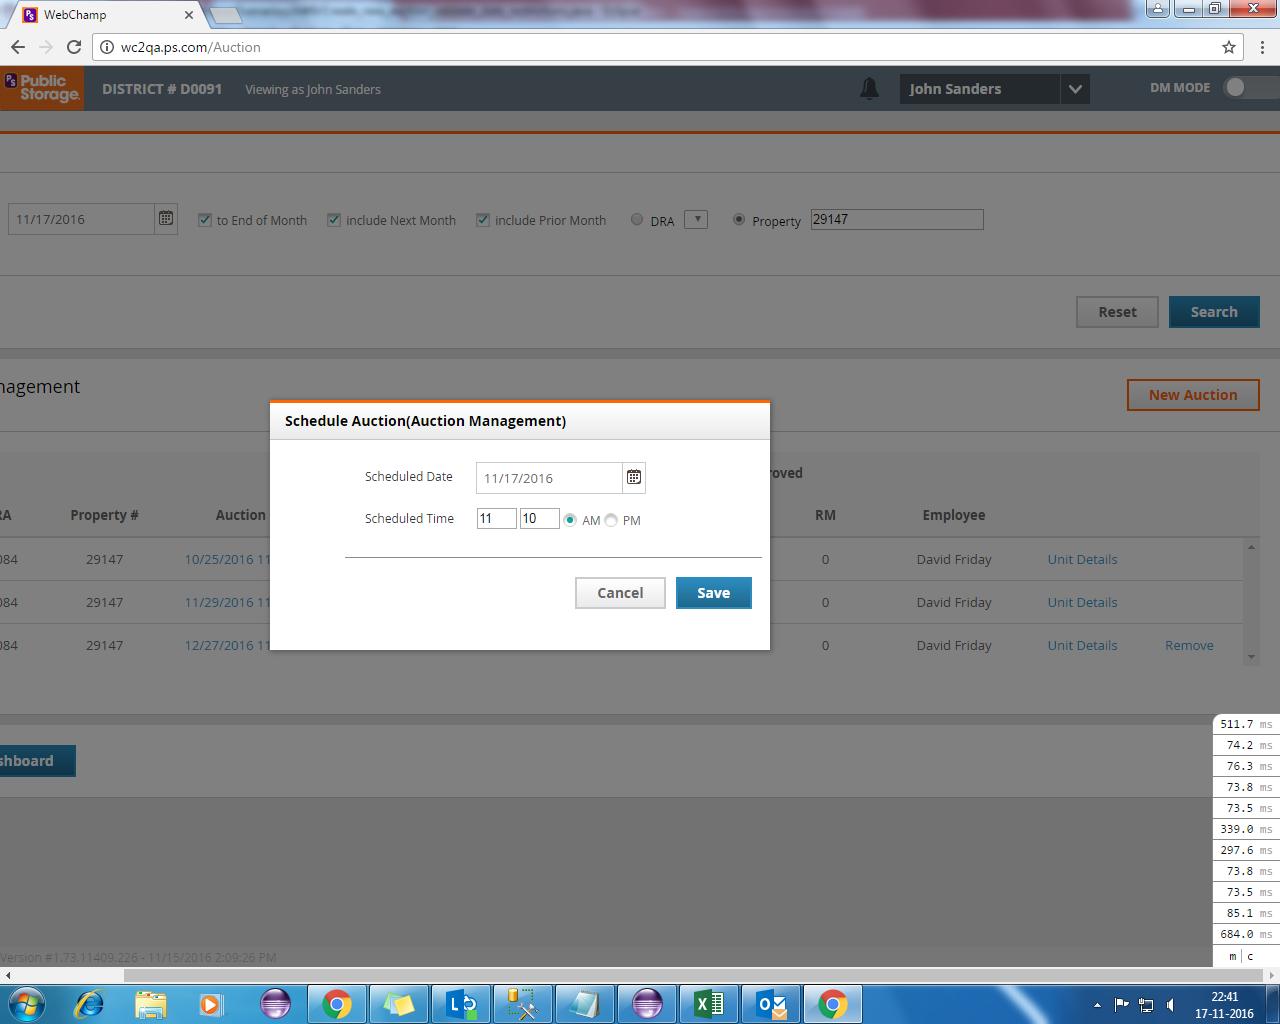 WebChamp
wc2qa.ps.com/Auction
Public Storage.
DISTRICT # D0091
Viewing as John Sanders
John Sanders
DM MODE
11/17/2016
to End of Month
include Next Month
include Prior Month
DRA
Property
29147
Reset
Search
nagement
New Auction
Schedule Auction(Auction Management)
Scheduled Date
11/17/2016
Scheduled Time
11
10
AM
PM
Cancel
Save
roved
RA
Property #
Auction
RM
Employee
084 29147 10/25/2016 11 0 David Friday Unit Details
084 29147 11/29/2016 11 0 David Friday Unit Details
084 29147 12/27/2016 11 0 David Friday Unit Details Remove
shboard
511.7 ms
74.2 ms
76.3 ms
73.8 ms
73.5 ms
339.0 ms
297.6 ms
73.8 ms
73.5 ms
85.1 ms
684.0 ms
m | c
Version #1.73.11409.226 - 11/15/2016 2:09:26 PM
22:41
17-11-2016